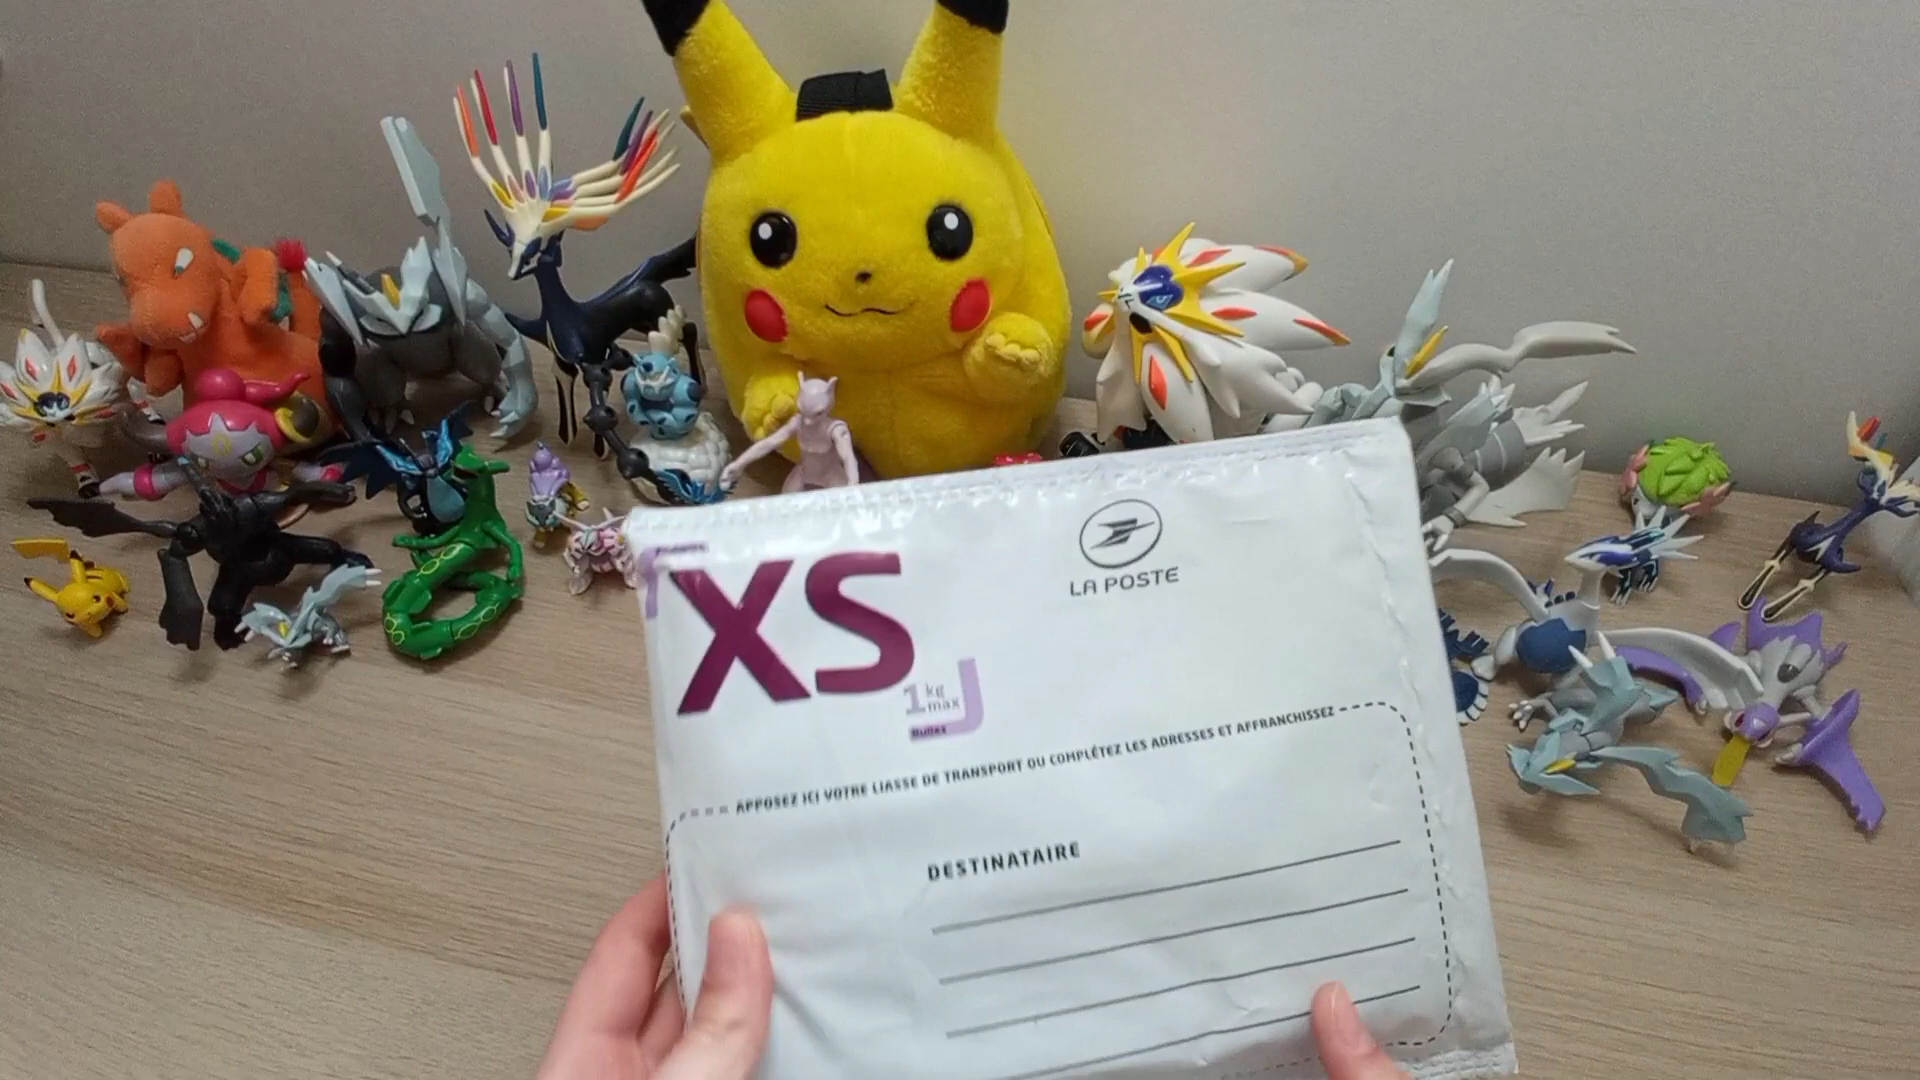 XS
LA POSTE
1 kg
max
Bulles
APPOSEZ ICI VOTRE LIASSE DE TRANSPORT OU COMPLÉTEZ LES ADRESSES ET AFFRANCHISSEZ
DESTINATAIRE